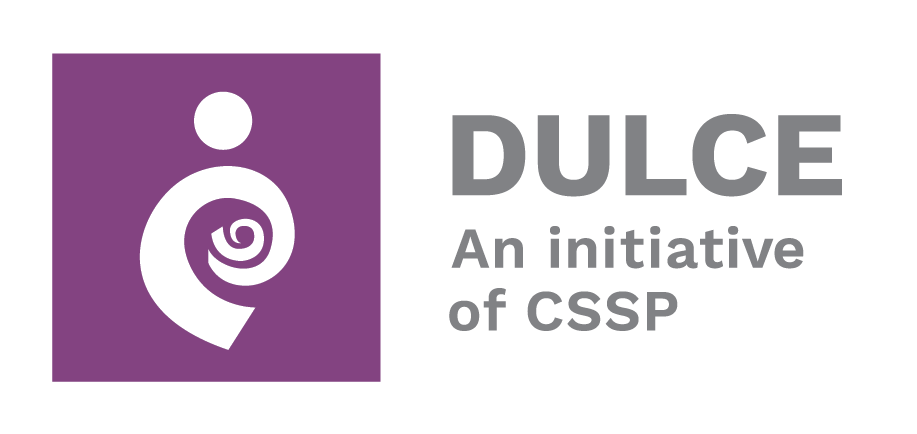 DULCE
An initiative
of CSSP